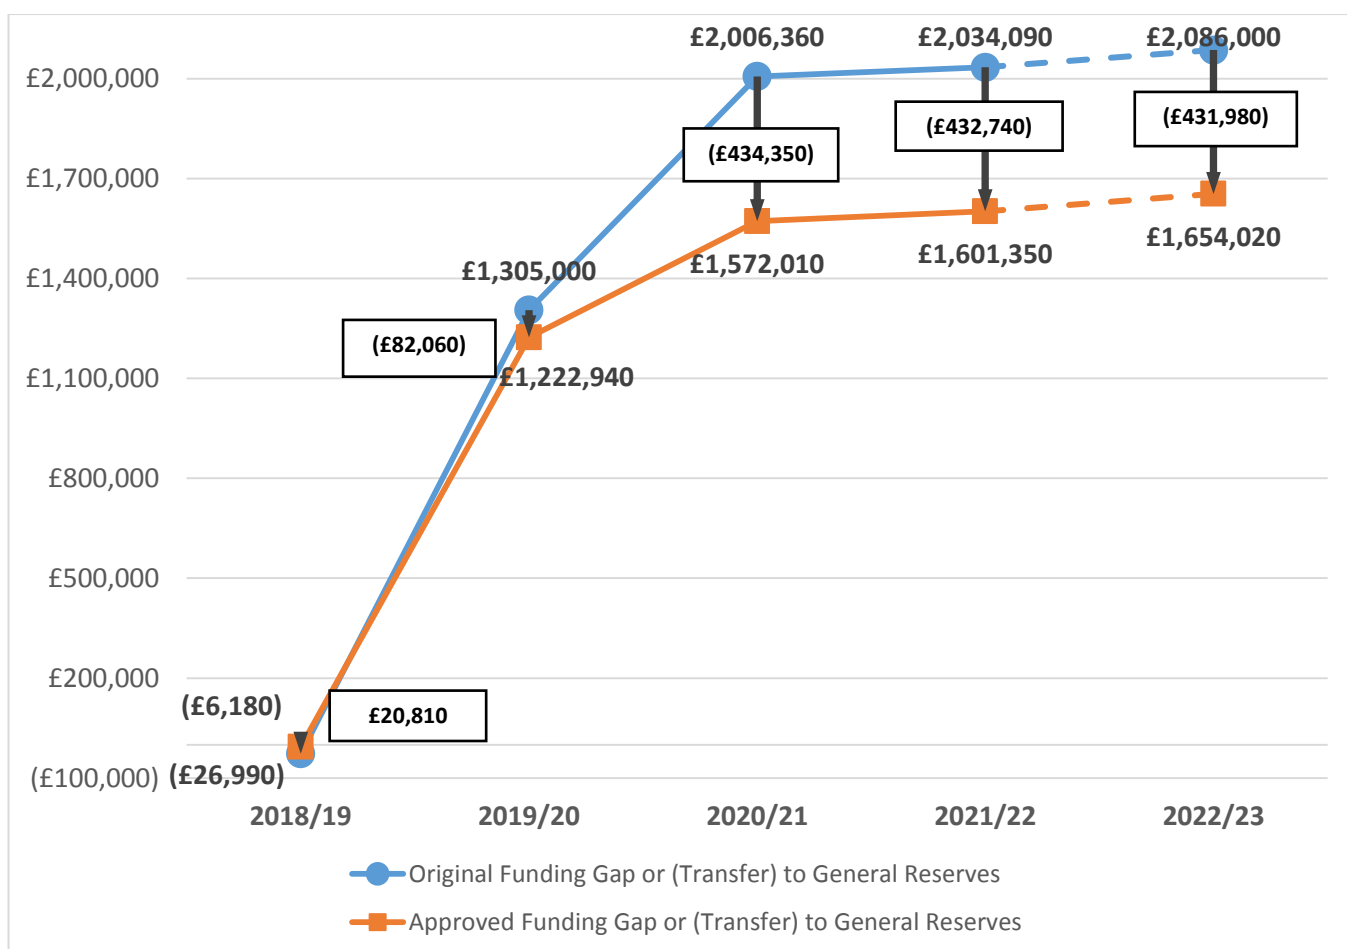 £2,006,360 £2,034,090 £2,086,000
£2,000,000
(£434,350) (£432,740) (£431,980)
£1,700,000
£1,572,010 £1,601,350 £1,654,020
£1,400,000
£1,305,000
(£82,060)
£1,222,940
£1,100,000
£800,000
£500,000
£200,000
(£6,180) £20,810
(£100,000) (£26,990)
2018/19 2019/20 2020/21 2021/22 2022/23
Original Funding Gap or (Transfer) to General Reserves
Approved Funding Gap or (Transfer) to General Reserves